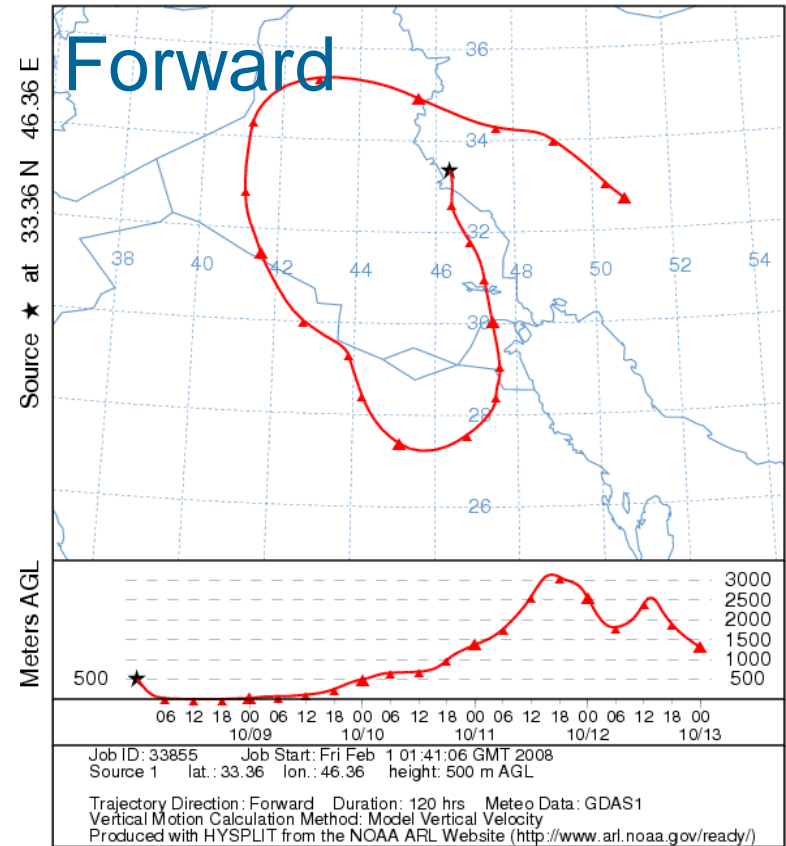 Forward
Source ★ at 33.36 N 46.36 E
36
34
32
38 40 42 44 46 48 50 52 54
30
28
26
Meters AGL
3000
2500
2000
1500
1000
500 500
06 12 18 00 06 12 18 00 06 12 18 00 06 12 18 00 06 12 18 00
10/09 10/10 10/11 10/12 10/13
Job ID: 33855 Job Start: Fri Feb 1 01:41:06 GMT 2008
Source 1 lat.: 33.36 lon.: 46.36 height: 500 m AGL
Trajectory Direction: Forward Duration: 120 hrs Meteo Data: GDAS1
Vertical Motion Calculation Method: Model Vertical Velocity
Produced with HYSPLIT from the NOAA ARL Website (http://www.arl.noaa.gov/ready/)